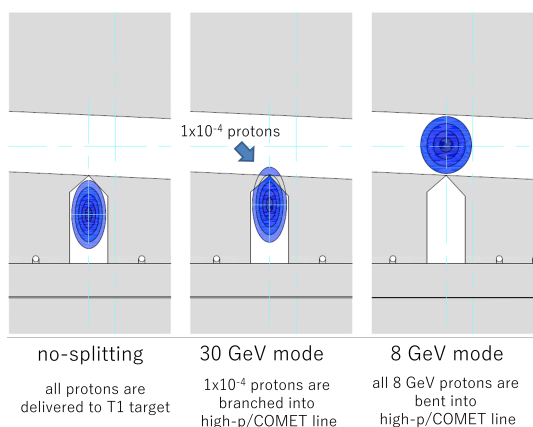 1x10-4 protons
no-splitting
all protons are
delivered to T1 target
30 GeV mode
1x10-4 protons are
branched into
high-p/COMET line
8 GeV mode
all 8 GeV protons are
bent into
high-p/COMET line